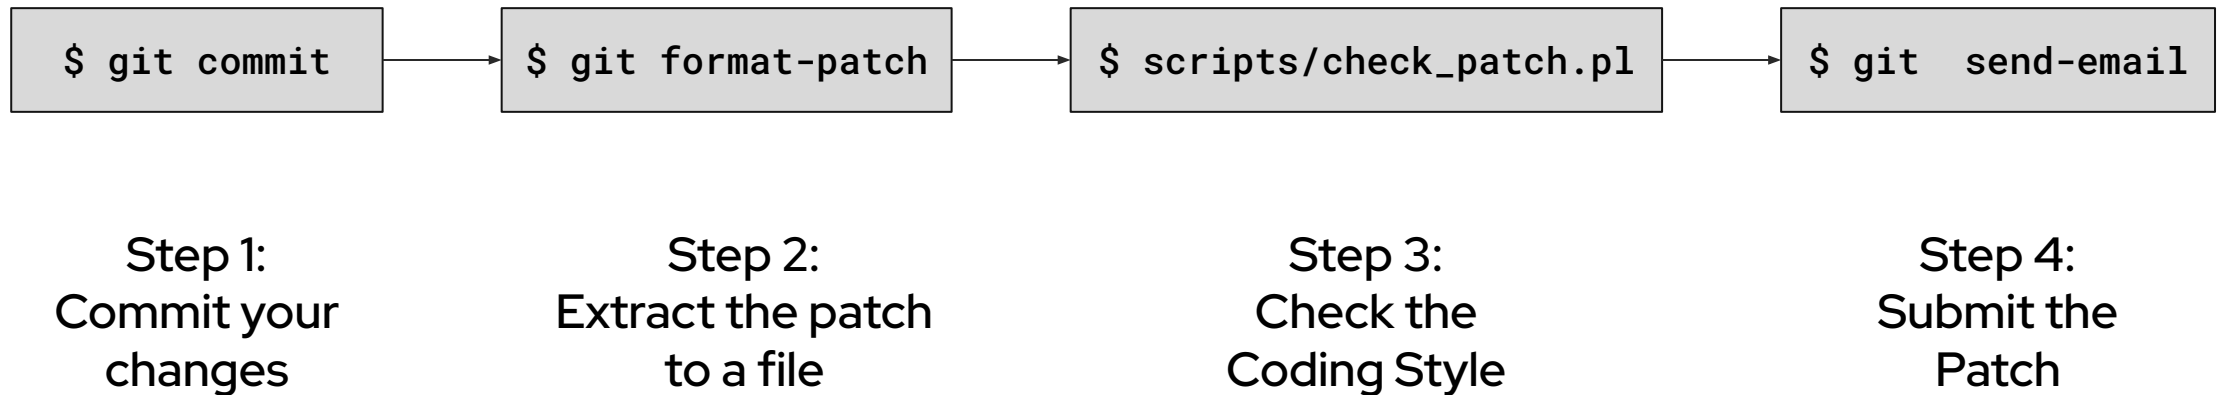 $ git commit
$ git format-patch
$ scripts/check_patch.pl
$ git  send-email
Step 1:
Commit your
changes
Step 2:
Extract the patch
to a file
Step 3:
Check the
Coding Style
Step 4:
Submit the
Patch